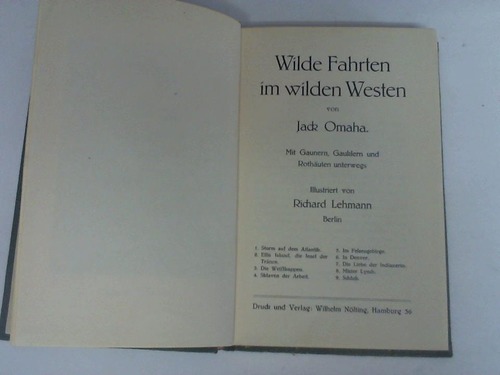 Wilde Fahrten
im wilden Westen
von
Jack Omaha.
Mit Gaunern, Gauklern und
Rothäuten unterwegs
Illustriert von
Richard Lehmann
Berlin
1. Sturm auf dem Atlantik.
2. Ellis Island, die Insel der
Tränen.
3. Die Weißkappen.
4. Sklaven der Arbeit.
5. Im Felsengebirge.
6. In Denver.
7. Die Liebe der Indianerin.
8. Mister Lynch.
9. Schluß.
Druck und Verlag: Wilhelm Nölting, Hamburg 36